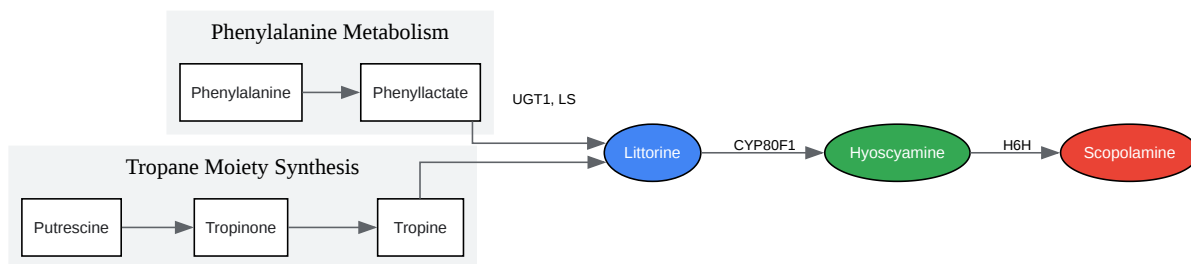 Phenylalanine Metabolism
Phenylalanine
Phenyllactate
UGT1, LS
Littorine
CYP80F1
Hyoscyamine
H6H
Scopolamine
Tropane Moiety Synthesis
Putrescine
Tropinone
Tropine